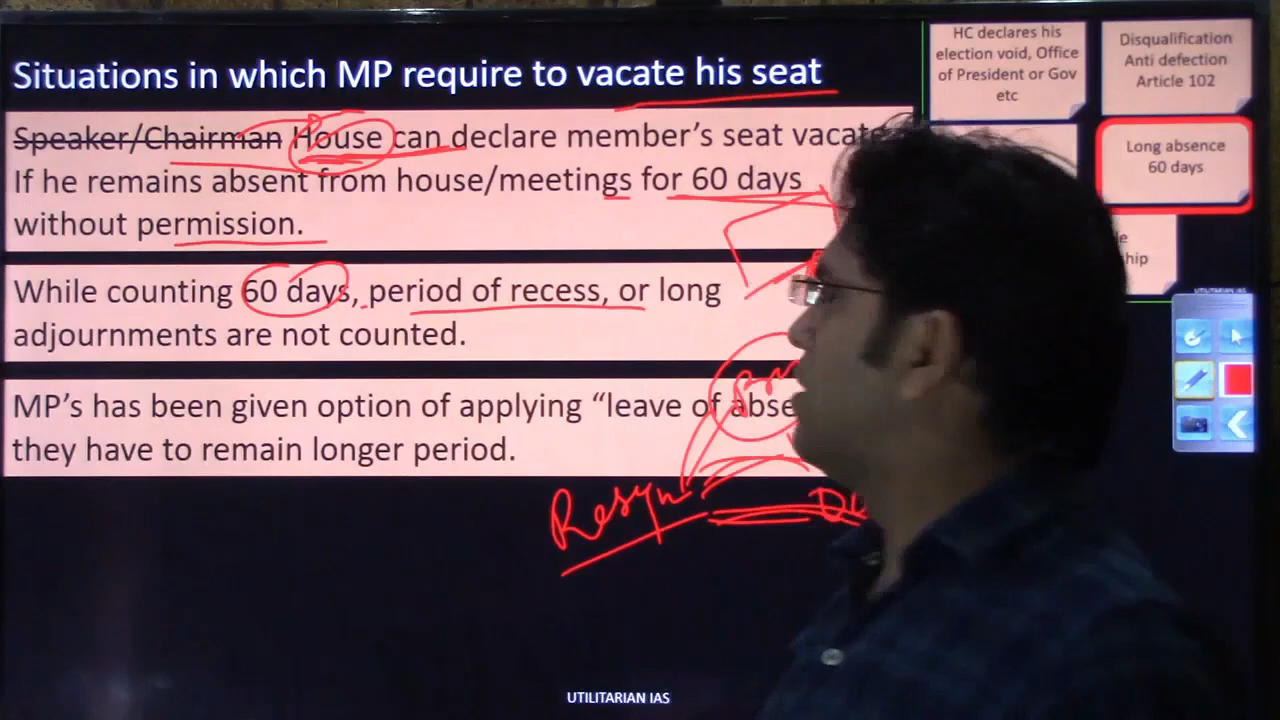 Situations in which MP require to vacate his seat
Speaker/Chairman House can declare member's seat vacate
If he remains absent from house/meetings for 60 days
without permission.
While counting 60 days, period of recess, or long
adjournments are not counted.
MP's has been given option of applying “leave of abse
they have to remain longer period.
Resign
HC declares his
election void, Office
of President or Gov
etc
Disqualification
Anti defection
Article 102
Long absence
60 days
UTILITARIAN IAS
UTILITARIAN IAS